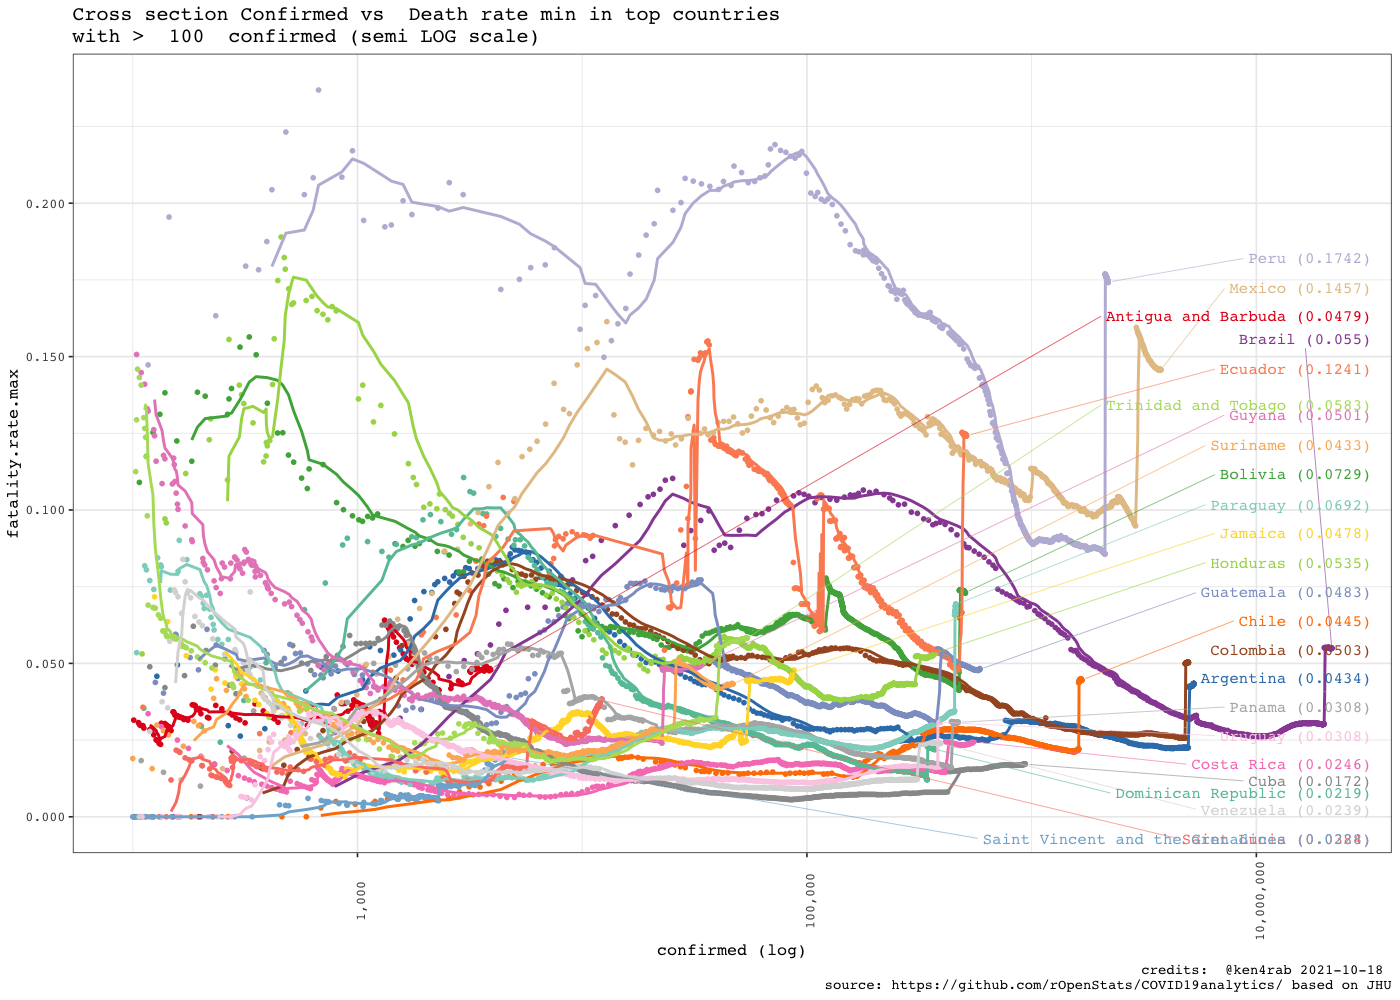 Cross section Confirmed vs  Death rate min in top countries
with >  100  confirmed (semi LOG scale)
fatality.rate.max
0.200
0.150
0.100
0.050
0.000
Peru (0.1742)
Mexico (0.1457)
Antigua and Barbuda (0.0479)
Brazil (0.055)
Ecuador (0.1241)
Trinidad and Tobago (0.0583)
Guyana (0.0501)
Suriname (0.0433)
Bolivia (0.0729)
Paraguay (0.0692)
Jamaica (0.0478)
Honduras (0.0535)
Guatemala (0.0483)
Chile (0.0445)
Colombia (0.0503)
Argentina (0.0434)
Panama (0.0308)
Uruguay (0.0308)
Costa Rica (0.0246)
Cuba (0.0172)
Dominican Republic (0.0219)
Venezuela (0.0239)
Saint Vincent and the Grenadines
1,000
100,000
10,000,000
confirmed (log)
credits:  @ken4rab 2021-10-18
source: https://github.com/rOpenStats/COVID19analytics/ based on JHU